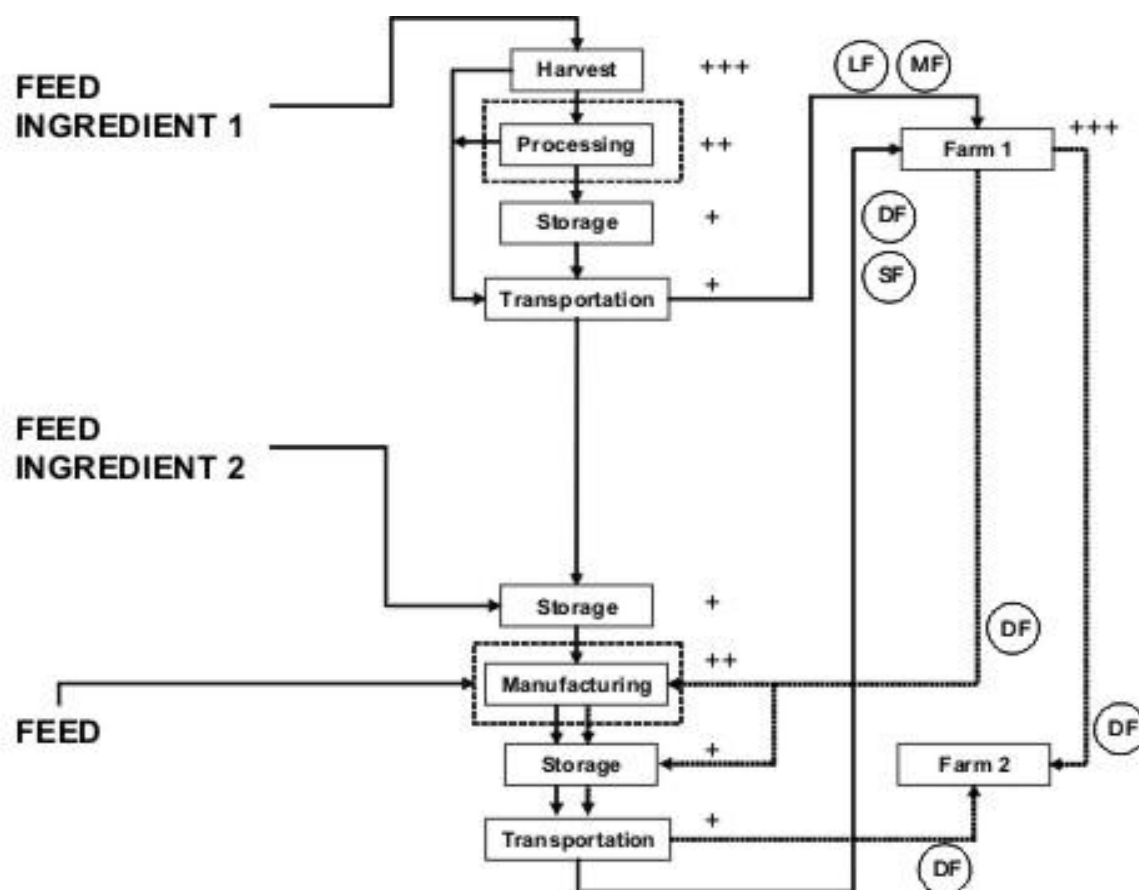 FEED
INGREDIENT 1
Harvest
+++
Processing
++
Storage
+
Transportation
+
LF
MF
Farm 1
+++
DF
SF
FEED
INGREDIENT 2
Storage
+
DF
Manufacturing
++
FEED
Storage
+
Farm 2
DF
Transportation
+
DF